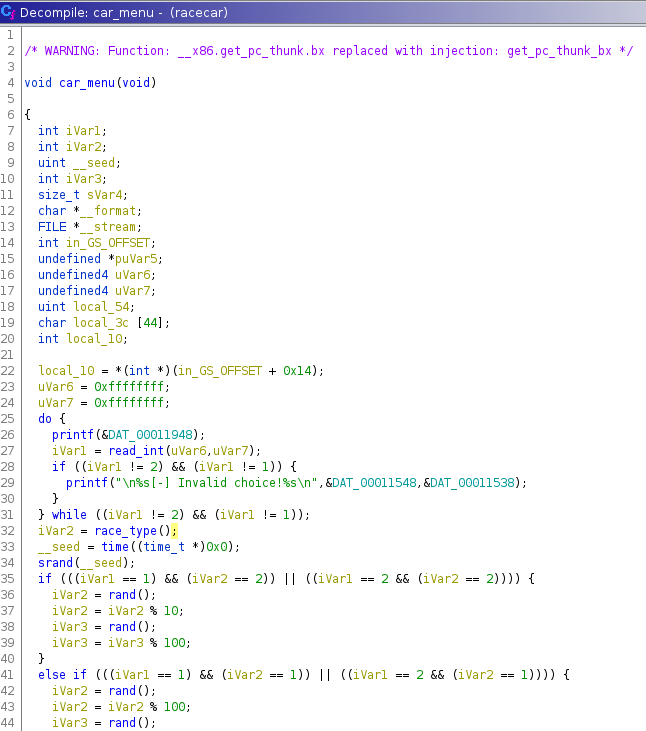 Decompile: car_menu - (racecar)
1
2 /* WARNING: Function: __x86.get_pc_thunk.bx replaced with injection: get_pc_thunk_bx */
3
4 void car_menu(void)
5
6 {
7 int iVar1;
8 int iVar2;
9 uint __seed;
10 int iVar3;
11 size_t sVar4;
12 char *__format;
13 FILE *__stream;
14 int in_GS_OFFSET;
15 undefined *puVar5;
16 undefined4 uVar6;
17 undefined4 uVar7;
18 uint local_54;
19 char local_3c [44];
20 int local_10;
21
22 local_10 = *(int *)(in_GS_OFFSET + 0x14);
23 uVar6 = 0xffffffff;
24 uVar7 = 0xffffffff;
25 do {
26 printf(&DAT_00011948);
27 iVar1 = read_int(uVar6,uVar7);
28 if ((iVar1 != 2) && (iVar1 != 1)) {
29 printf("\n%s[-] Invalid choice!%s\n",&DAT_00011548,&DAT_00011538);
30 }
31 } while ((iVar1 != 2) && (iVar1 != 1));
32 iVar2 = race_type();
33 __seed = time((time_t *)0x0);
34 srand(__seed);
35 if (((iVar1 == 1) && (iVar2 == 2)) || ((iVar1 == 2 && (iVar2 == 2)))) {
36 iVar2 = rand();
37 iVar2 = iVar2 % 10;
38 iVar3 = rand();
39 iVar3 = iVar3 % 100;
40 }
41 else if (((iVar1 == 1) && (iVar2 == 1)) || ((iVar1 == 2 && (iVar2 == 1)))) {
42 iVar2 = rand();
43 iVar2 = iVar2 % 100;
44 iVar3 = rand();